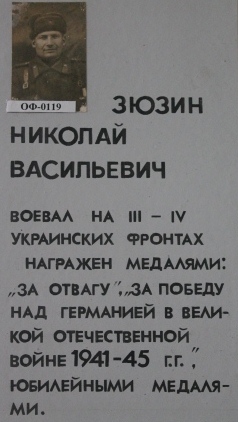 ОФ-0119
ЗЮЗИН
НИКОЛАЙ
ВАСИЛЬЕВИЧ
ВОЕВАЛ НА III – IV
УКРАИНСКИХ ФРОНТАХ
НАГРАЖЕН МЕДАЛЯМИ:
„ЗА ОТВАГУ", „ЗА ПОБЕДУ
НАД ГЕРМАНИЕЙ В ВЕЛИ-
КОЙ ОТЕЧЕСТВЕННОЙ
ВОЙНЕ 1941-45 Г.Г.",
ЮБИЛЕЙНЫМИ МЕДАЛЯ-
МИ.